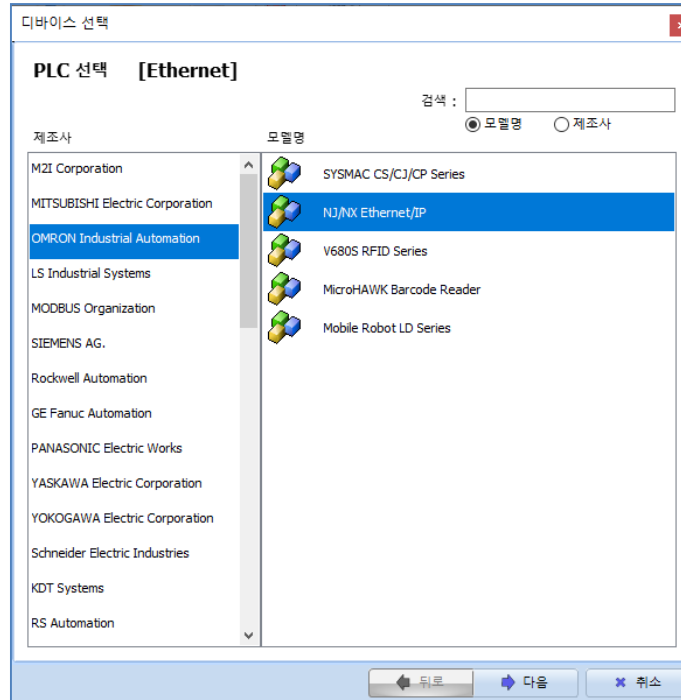 디바이스 선택
PLC 선택 [Ethernet]
검색 :
모델명 제조사
제조사 모델명
M2I Corporation
MITSUBISHI Electric Corporation
OMRON Industrial Automation
LS Industrial Systems
MODBUS Organization
SIEMENS AG.
Rockwell Automation
GE Fanuc Automation
PANASONIC Electric Works
YASKAWA Electric Corporation
YOKOGAWA Electric Corporation
Schneider Electric Industries
KDT Systems
RS Automation
SYSMAC CS/CJ/CP Series
NJ/NX Ethernet/IP
V680S RFID Series
MicroHAWK Barcode Reader
Mobile Robot LD Series
뒤로 다음 취소